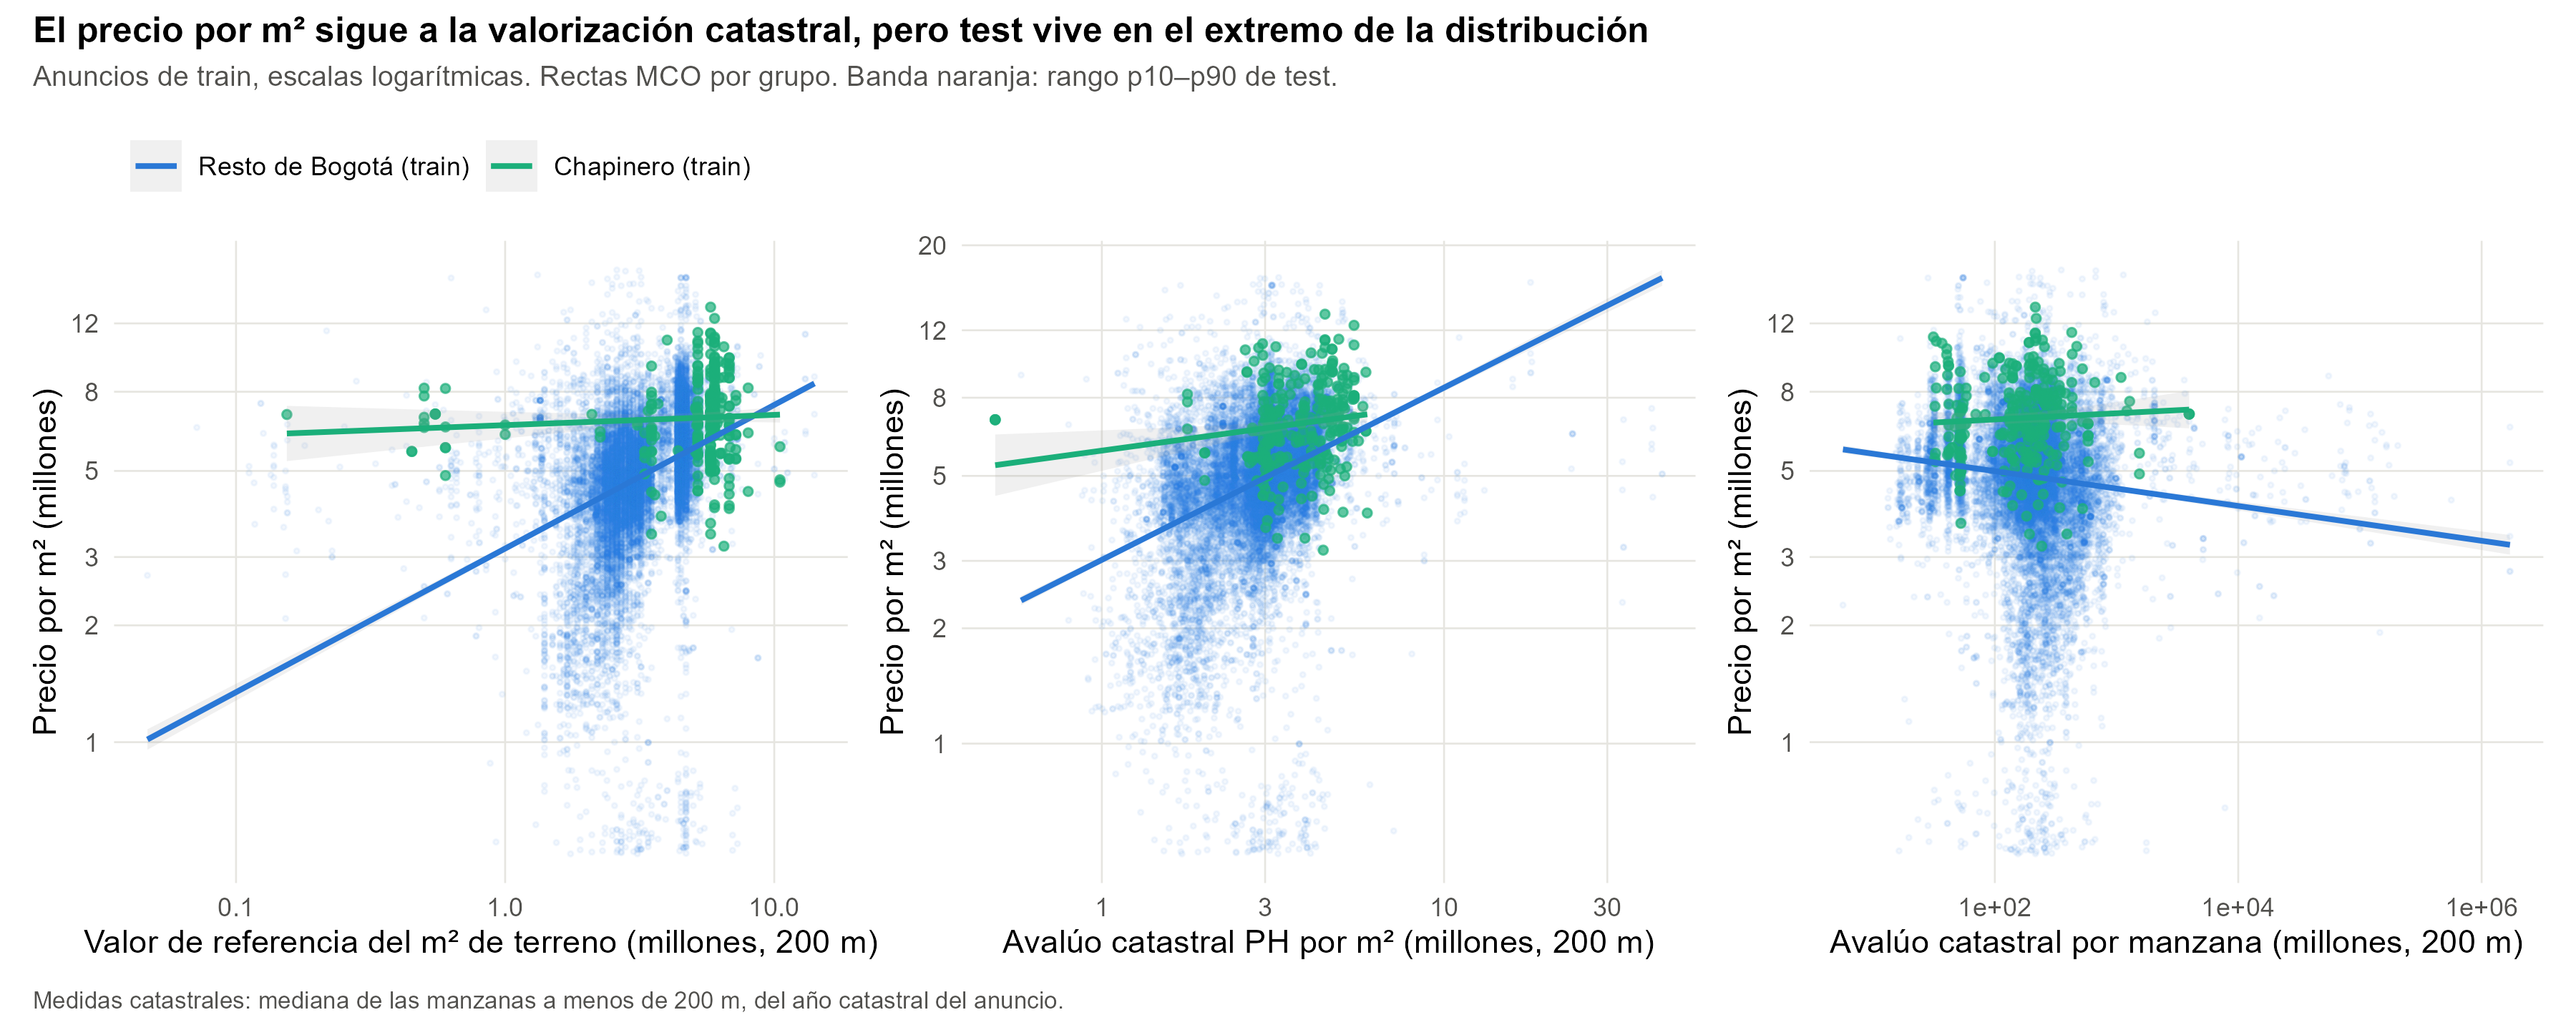 El precio por m² sigue a la valorización catastral, pero test vive en el extremo de la distribución
Anuncios de train, escalas logarítmicas. Rectas MCO por grupo. Banda naranja: rango p10–p90 de test.
Resto de Bogotá (train)
Chapinero (train)
Precio por m² (millones)
12
8
5
3
2
1
0.1
1.0
10.0
Valor de referencia del m² de terreno (millones, 200 m)
Precio por m² (millones)
20
12
8
5
3
2
1
1
3
10
30
Avalúo catastral PH por m² (millones, 200 m)
Precio por m² (millones)
12
8
5
3
2
1
1e+02
1e+04
1e+06
Avalúo catastral por manzana (millones, 200 m)
Medidas catastrales: mediana de las manzanas a menos de 200 m, del año catastral del anuncio.